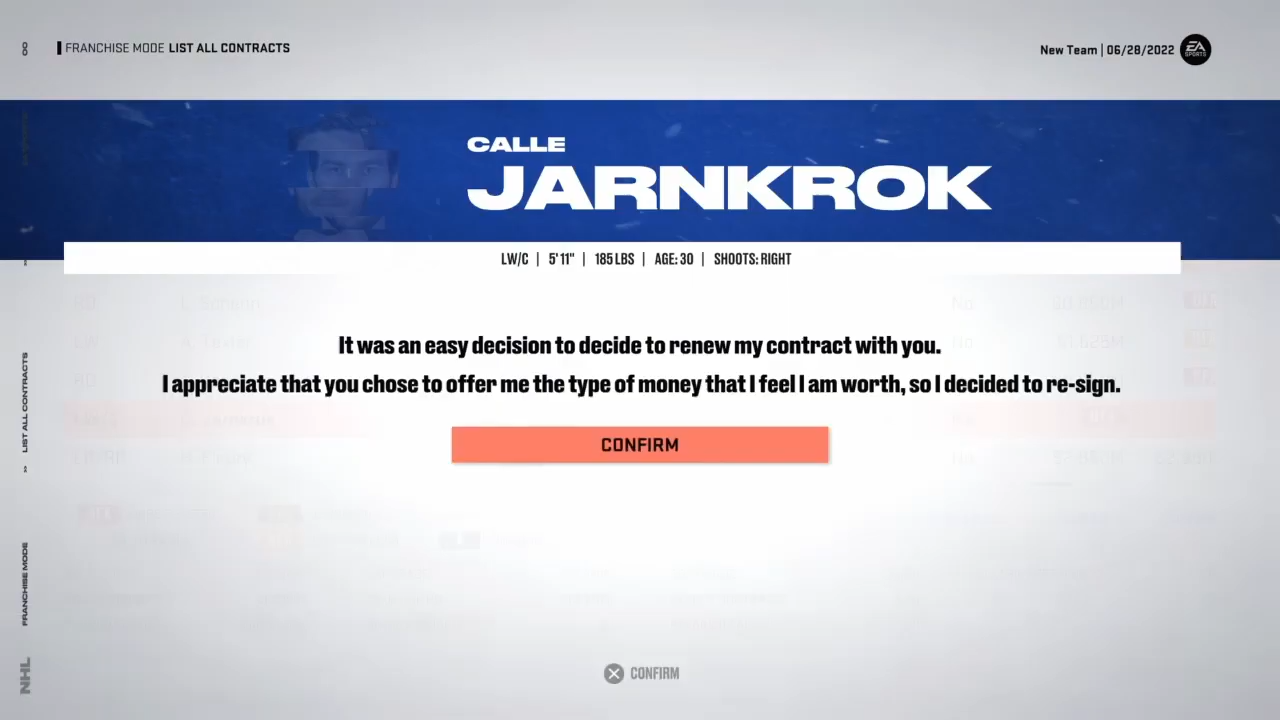 FRANCHISE MODE LIST ALL CONTRACTS
New Team | 06/28/2022
EA SPORTS
CALLE
JARNKROK
LW/C | 5'11" | 185 LBS | AGE: 30 | SHOOTS: RIGHT
It was an easy decision to decide to renew my contract with you.
I appreciate that you chose to offer me the type of money that I feel I am worth, so I decided to re-sign.
CONFIRM
CONFIRM
NHL FRANCHISE MODE >> LIST ALL CONTRACTS